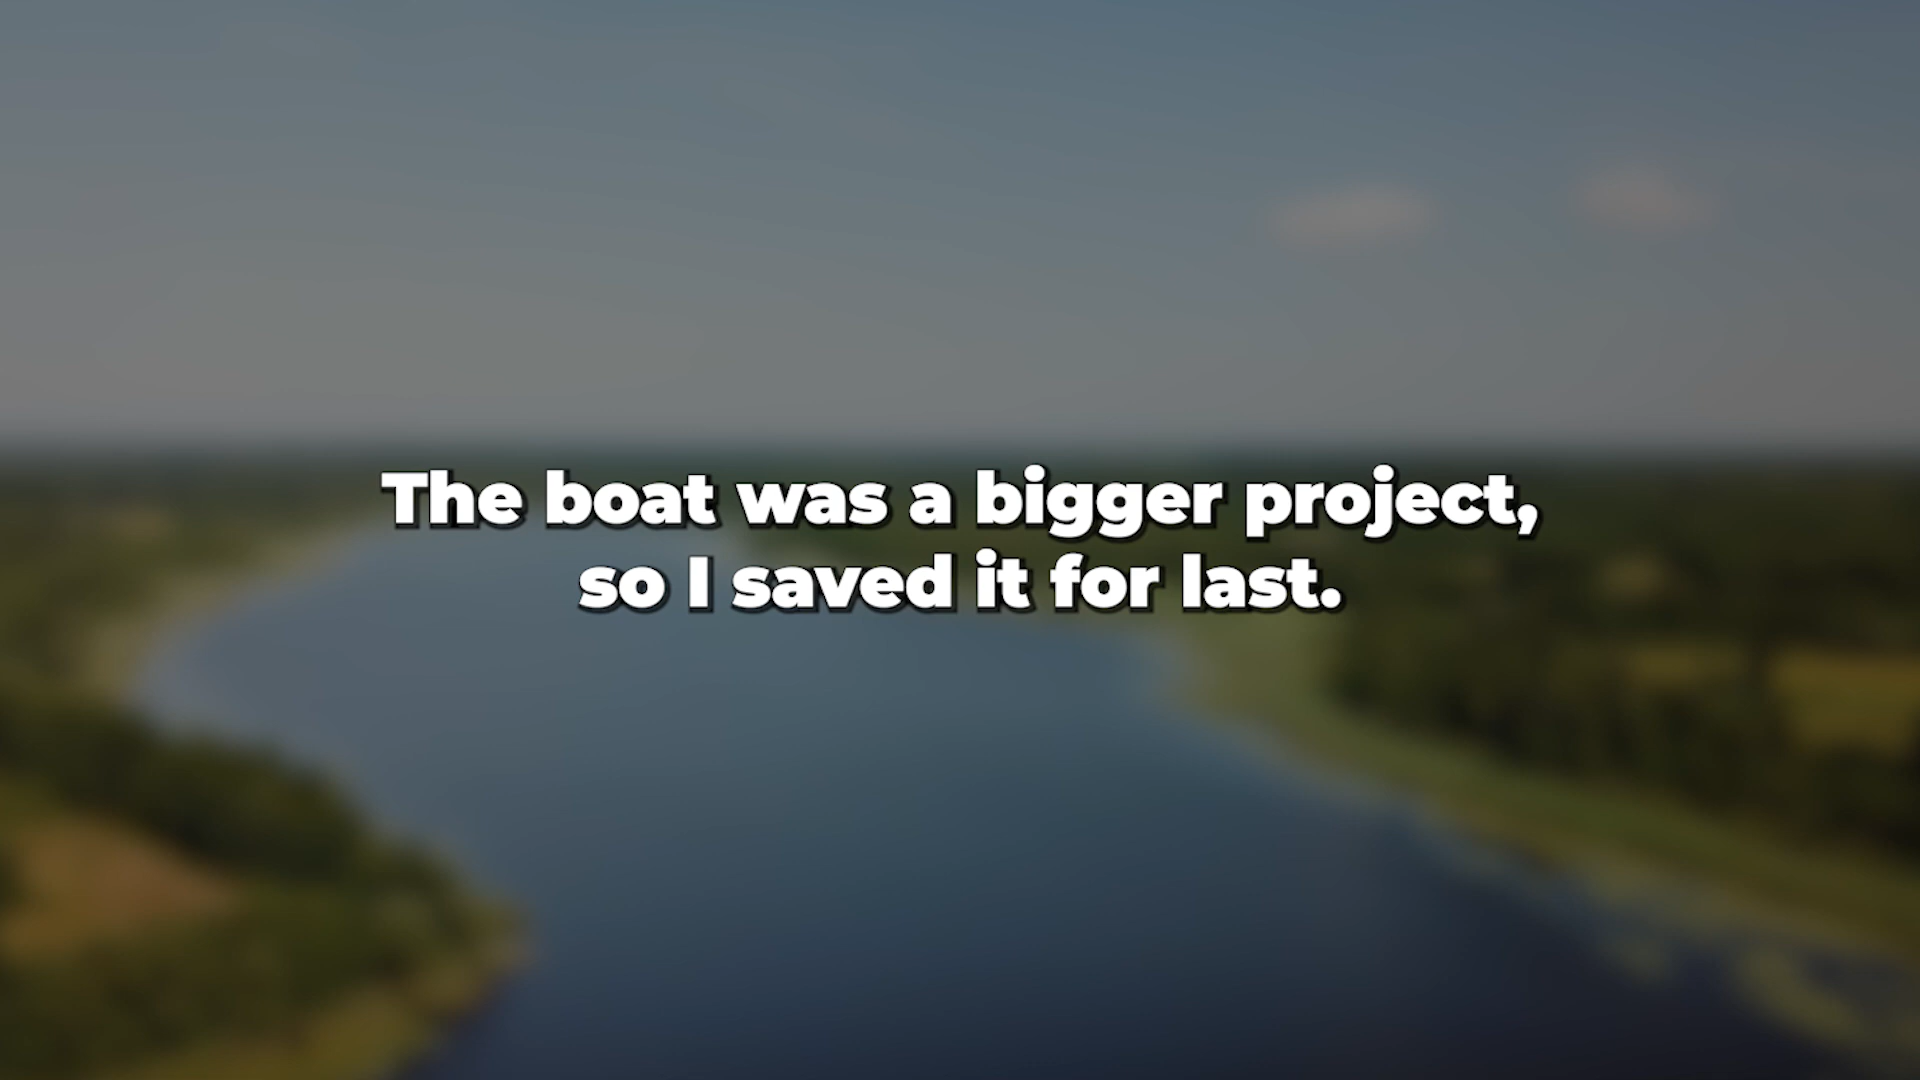 The boat was a bigger project,
so I saved it for last.